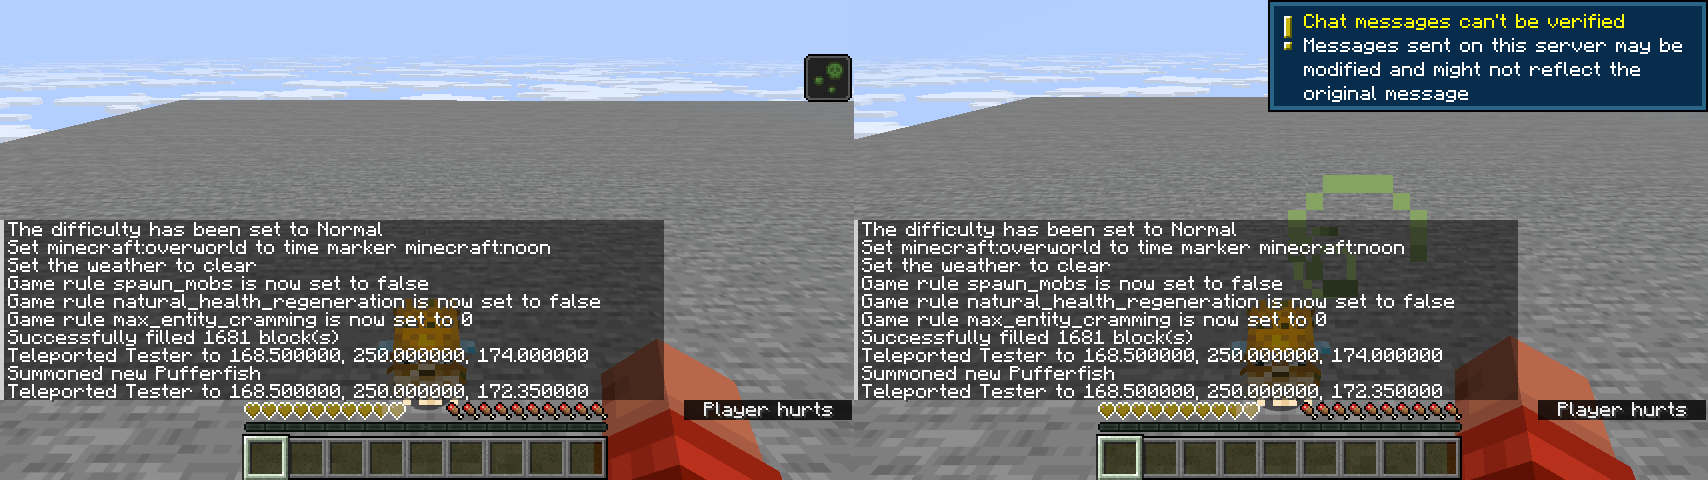 The difficulty has been set to Normal
Set minecraft:overworld to time marker minecraft:noon
Set the weather to clear
Game rule spawn_mobs is now set to false
Game rule natural_health_regeneration is now set to false
Game rule max_entity_cramming is now set to 0
Successfully filled 1681 block(s)
Teleported Tester to 168.500000, 250.000000, 174.000000
Summoned new Pufferfish
Teleported Tester to 168.500000, 250.000000, 172.350000
Player hurts
Chat messages can't be verified
Messages sent on this server may be
modified and might not reflect the
original message
The difficulty has been set to Normal
Set minecraft:overworld to time marker minecraft:noon
Set the weather to clear
Game rule spawn_mobs is now set to false
Game rule natural_health_regeneration is now set to false
Game rule max_entity_cramming is now set to 0
Successfully filled 1681 block(s)
Teleported Tester to 168.500000, 250.000000, 174.000000
Summoned new Pufferfish
Teleported Tester to 168.500000, 250.000000, 172.350000
Player hurts